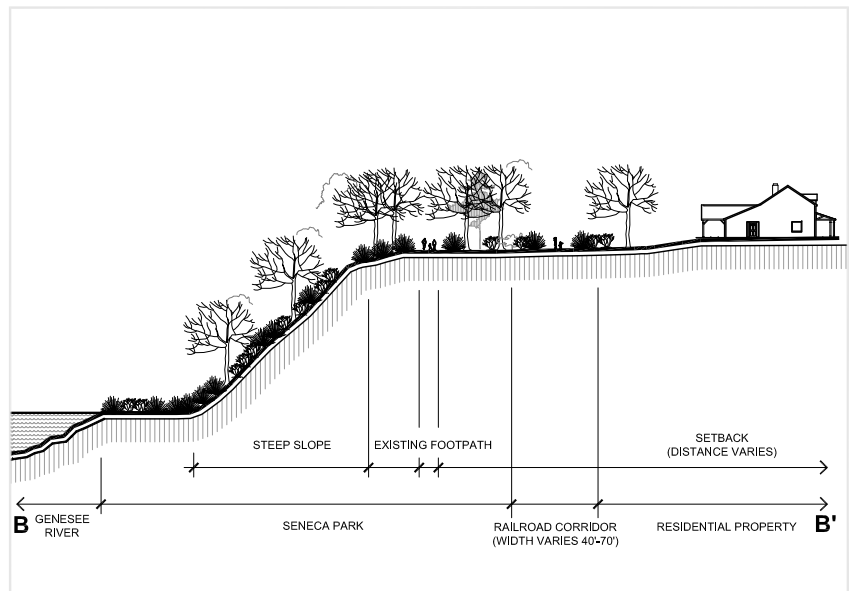 STEEP SLOPE
EXISTING FOOTPATH
SETBACK
(DISTANCE VARIES)
B
GENESEE
RIVER
SENECA PARK
RAILROAD CORRIDOR
(WIDTH VARIES 40'-70')
RESIDENTIAL PROPERTY
B'